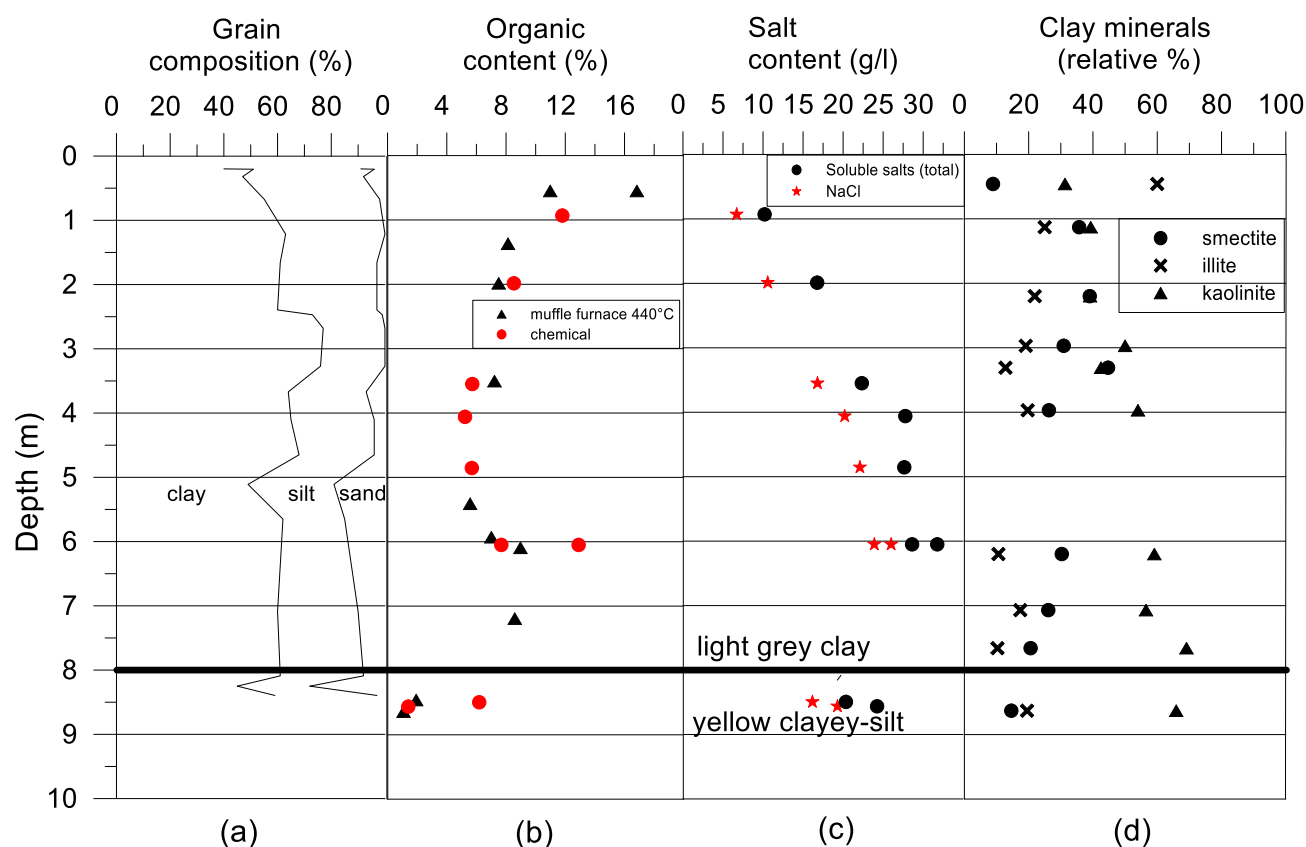 Grain
composition (%)
Organic
content (%)
Salt
content (g/l)
Clay minerals
(relative %)
0 20 40 60 80 0 4 8 12 16 0 5 10 15 20 25 30 0 20 40 60 80 100
Depth (m)
0
1
2
3
4
5
6
7
8
9
10
clay silt sand
muffle furnace 440°C
chemical
Soluble salts (total)
NaCl
smectite
illite
kaolinite
light grey clay
yellow clayey-silt
(a) (b) (c) (d)